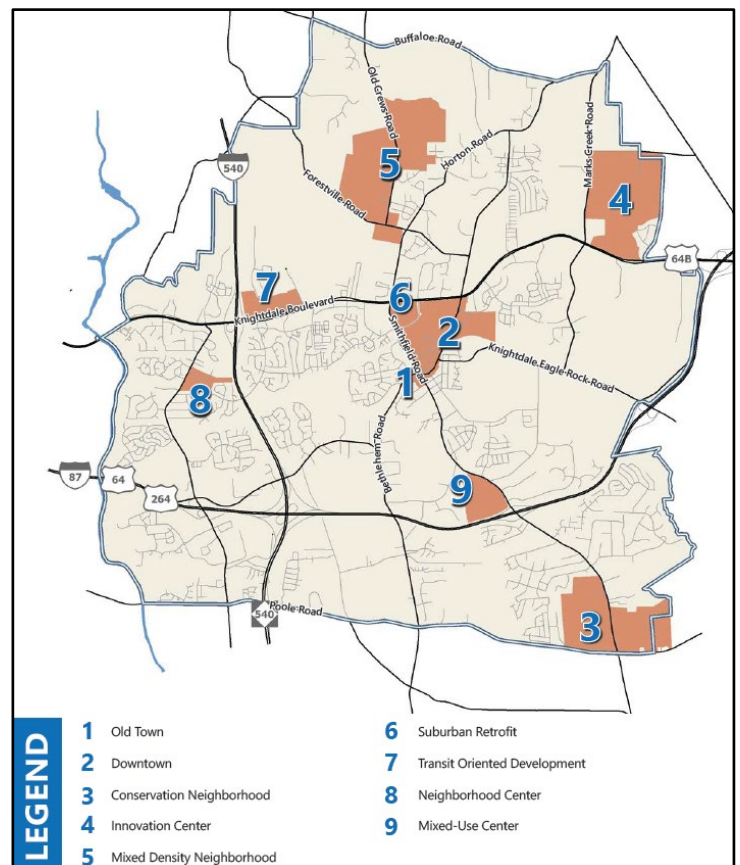 Buffaloe Road
Old Crews Road
Horton Road
Marks Creek Road
540
5
Forestville Road
4
64B
7
6
Knightdale Boulevard
2
Smithfield Road
Knightdale Eagle Rock Road
1
8
Bethlehem Road
87
64
264
9
Poole Road
540
3
LEGEND
1 Old Town
2 Downtown
3 Conservation Neighborhood
4 Innovation Center
5 Mixed Density Neighborhood
6 Suburban Retrofit
7 Transit Oriented Development
8 Neighborhood Center
9 Mixed-Use Center